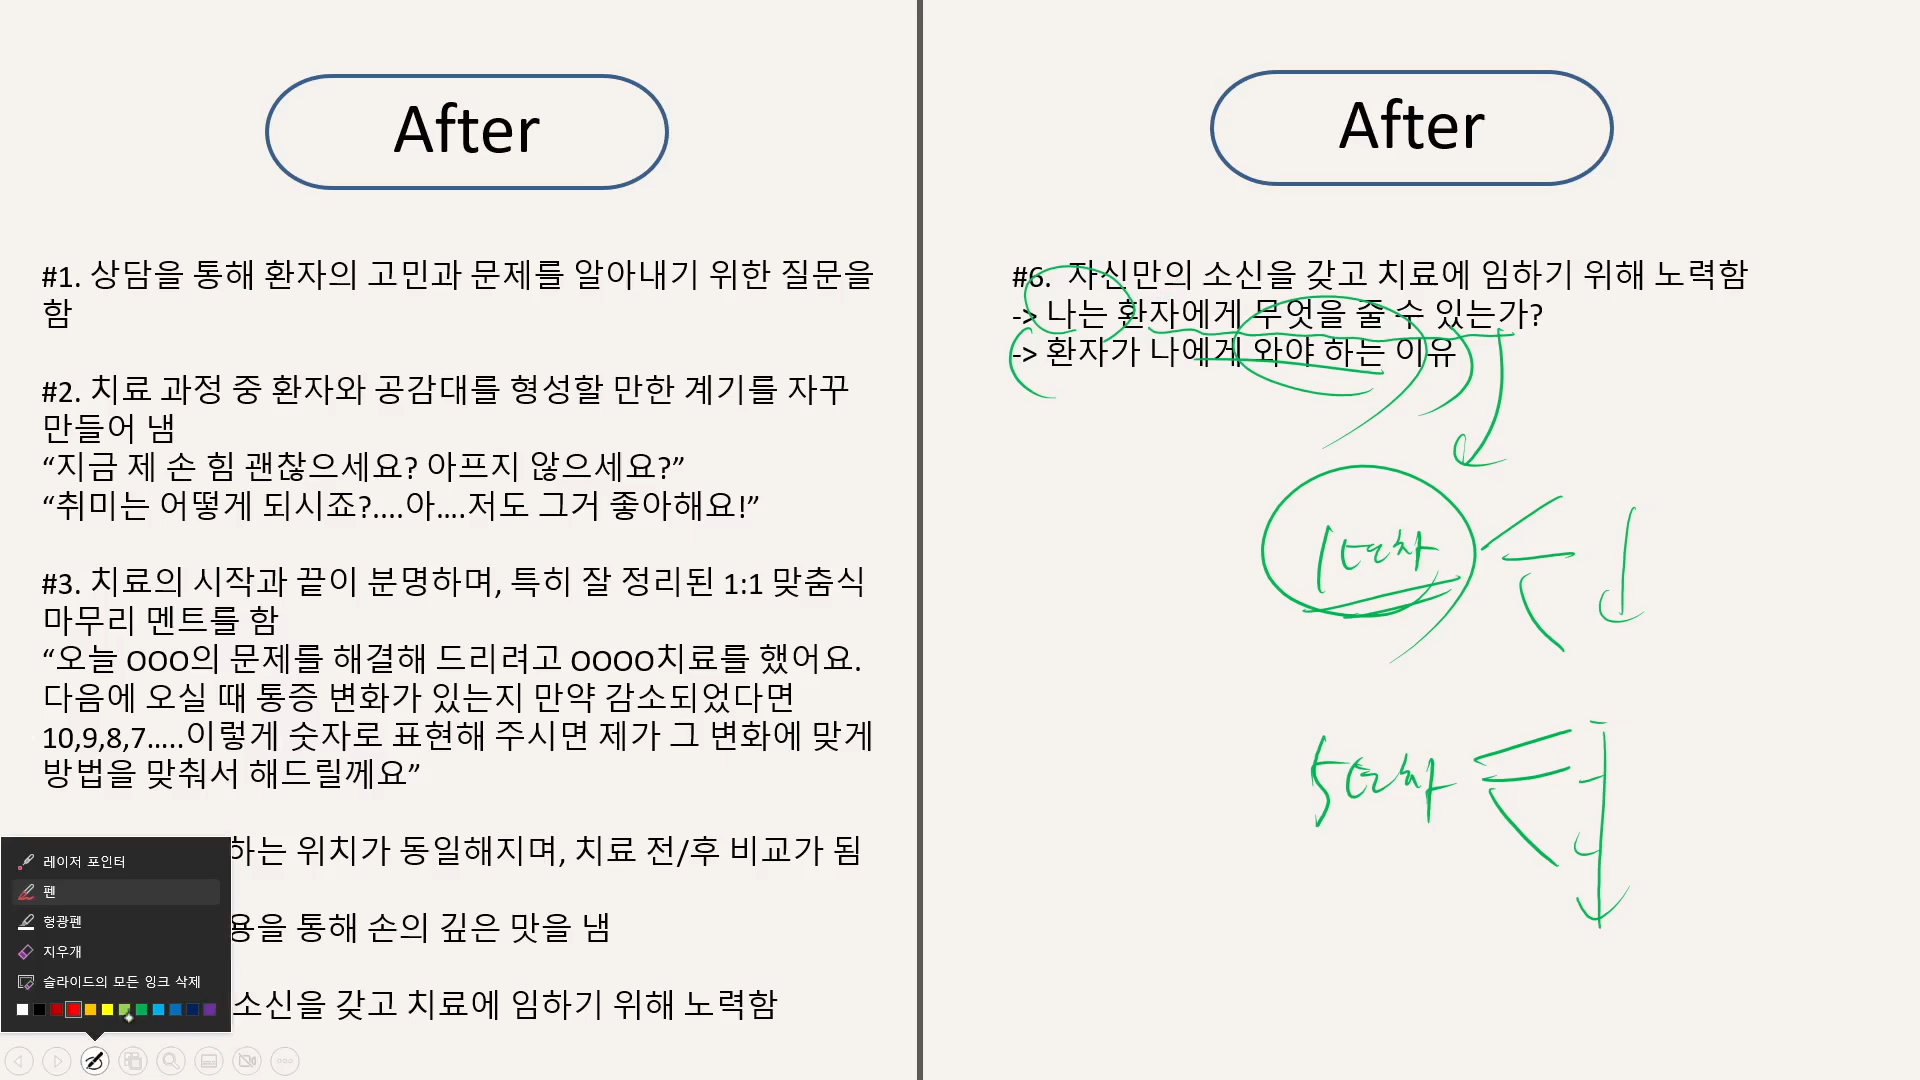 After
#1. 상담을 통해 환자의 고민과 문제를 알아내기 위한 질문을
함
#2. 치료 과정 중 환자와 공감대를 형성할 만한 계기를 자꾸
만들어 냄
“지금 제 손 힘 괜찮으세요? 아프지 않으세요?”
“취미는 어떻게 되시죠?....아....저도 그거 좋아해요!”
#3. 치료의 시작과 끝이 분명하며, 특히 잘 정리된 1:1 맞춤식
마무리 멘트를 함
“오늘 OOO의 문제를 해결해 드리려고 OOOO치료를 했어요.
다음에 오실 때 통증 변화가 있는지 만약 감소되었다면
10,9,8,7…..이렇게 숫자로 표현해 주시면 제가 그 변화에 맞게
방법을 맞춰서 해드릴께요”
하는 위치가 동일해지며, 치료 전/후 비교가 됨
용을 통해 손의 깊은 맛을 냄
소신을 갖고 치료에 임하기 위해 노력함
레이저 포인터
펜
형광펜
지우개
슬라이드의 모든 잉크 삭제
After
#6. 자신만의 소신을 갖고 치료에 임하기 위해 노력함
-> 나는 환자에게 무엇을 줄 수 있는가?
-> 환자가 나에게 와야 하는 이유
1년차
5년차